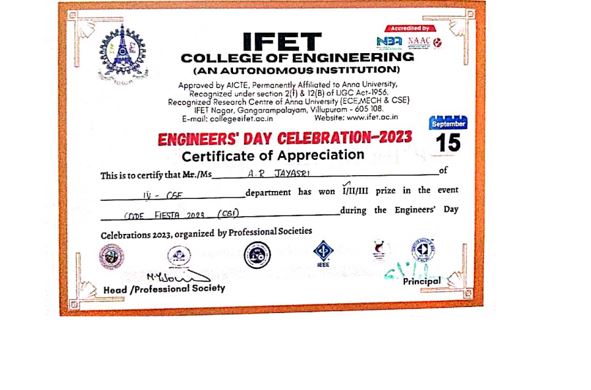 IFET
COLLEGE OF ENGINEERING
(AN AUTONOMOUS INSTITUTION)
Accredited by
NBA NAAC
Approved by AICTE, Permanently Affiliated to Anna University,
Recognized under section 2(f) & 12(B) of UGC Act-1956.
Recognized Research Centre of Anna University (ECE,MECH & CSE)
IFET Nagar, Gangarampalayam, Villupuram - 605 108.
E-mail: college@ifet.ac.in Website: www.ifet.ac.in
ENGINEERS' DAY CELEBRATION-2023
September
15
Certificate of Appreciation
This is to certify that Mr./Ms A.R JAYASRI of
IV - CSE department has won I/II/III prize in the event
CODE FIESTA 2023 (CSI) during the Engineers' Day
Celebrations 2023, organized by Professional Societies
IEEE
Head /Professional Society
Principal